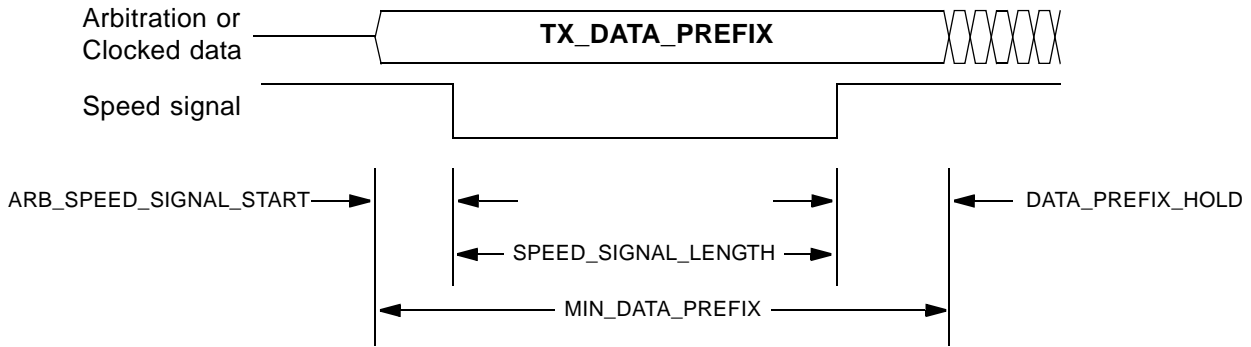 Arbitration or
Clocked data
TX_DATA_PREFIX
Speed signal
ARB_SPEED_SIGNAL_START
DATA_PREFIX_HOLD
SPEED_SIGNAL_LENGTH
MIN_DATA_PREFIX